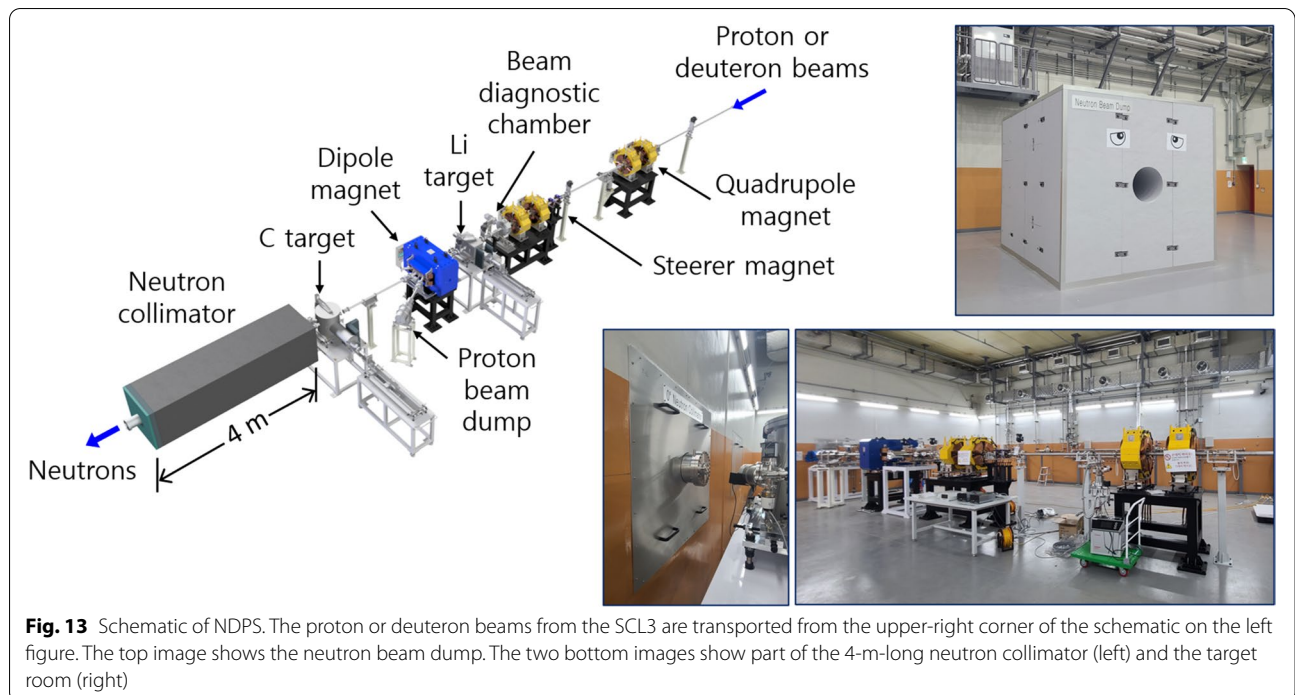 Proton or
deuteron beams
Beam
diagnostic
chamber
Li
target
Dipole
magnet
C target
Neutron
collimator
Quadrupole
magnet
Steerer magnet
Proton
beam
dump
4 m
Neutrons
Neutron Beam Dump
Fig. 13 Schematic of NDPS. The proton or deuteron beams from the SCL3 are transported from the upper-right corner of the schematic on the left
figure. The top image shows the neutron beam dump. The two bottom images show part of the 4-m-long neutron collimator (left) and the target
room (right)